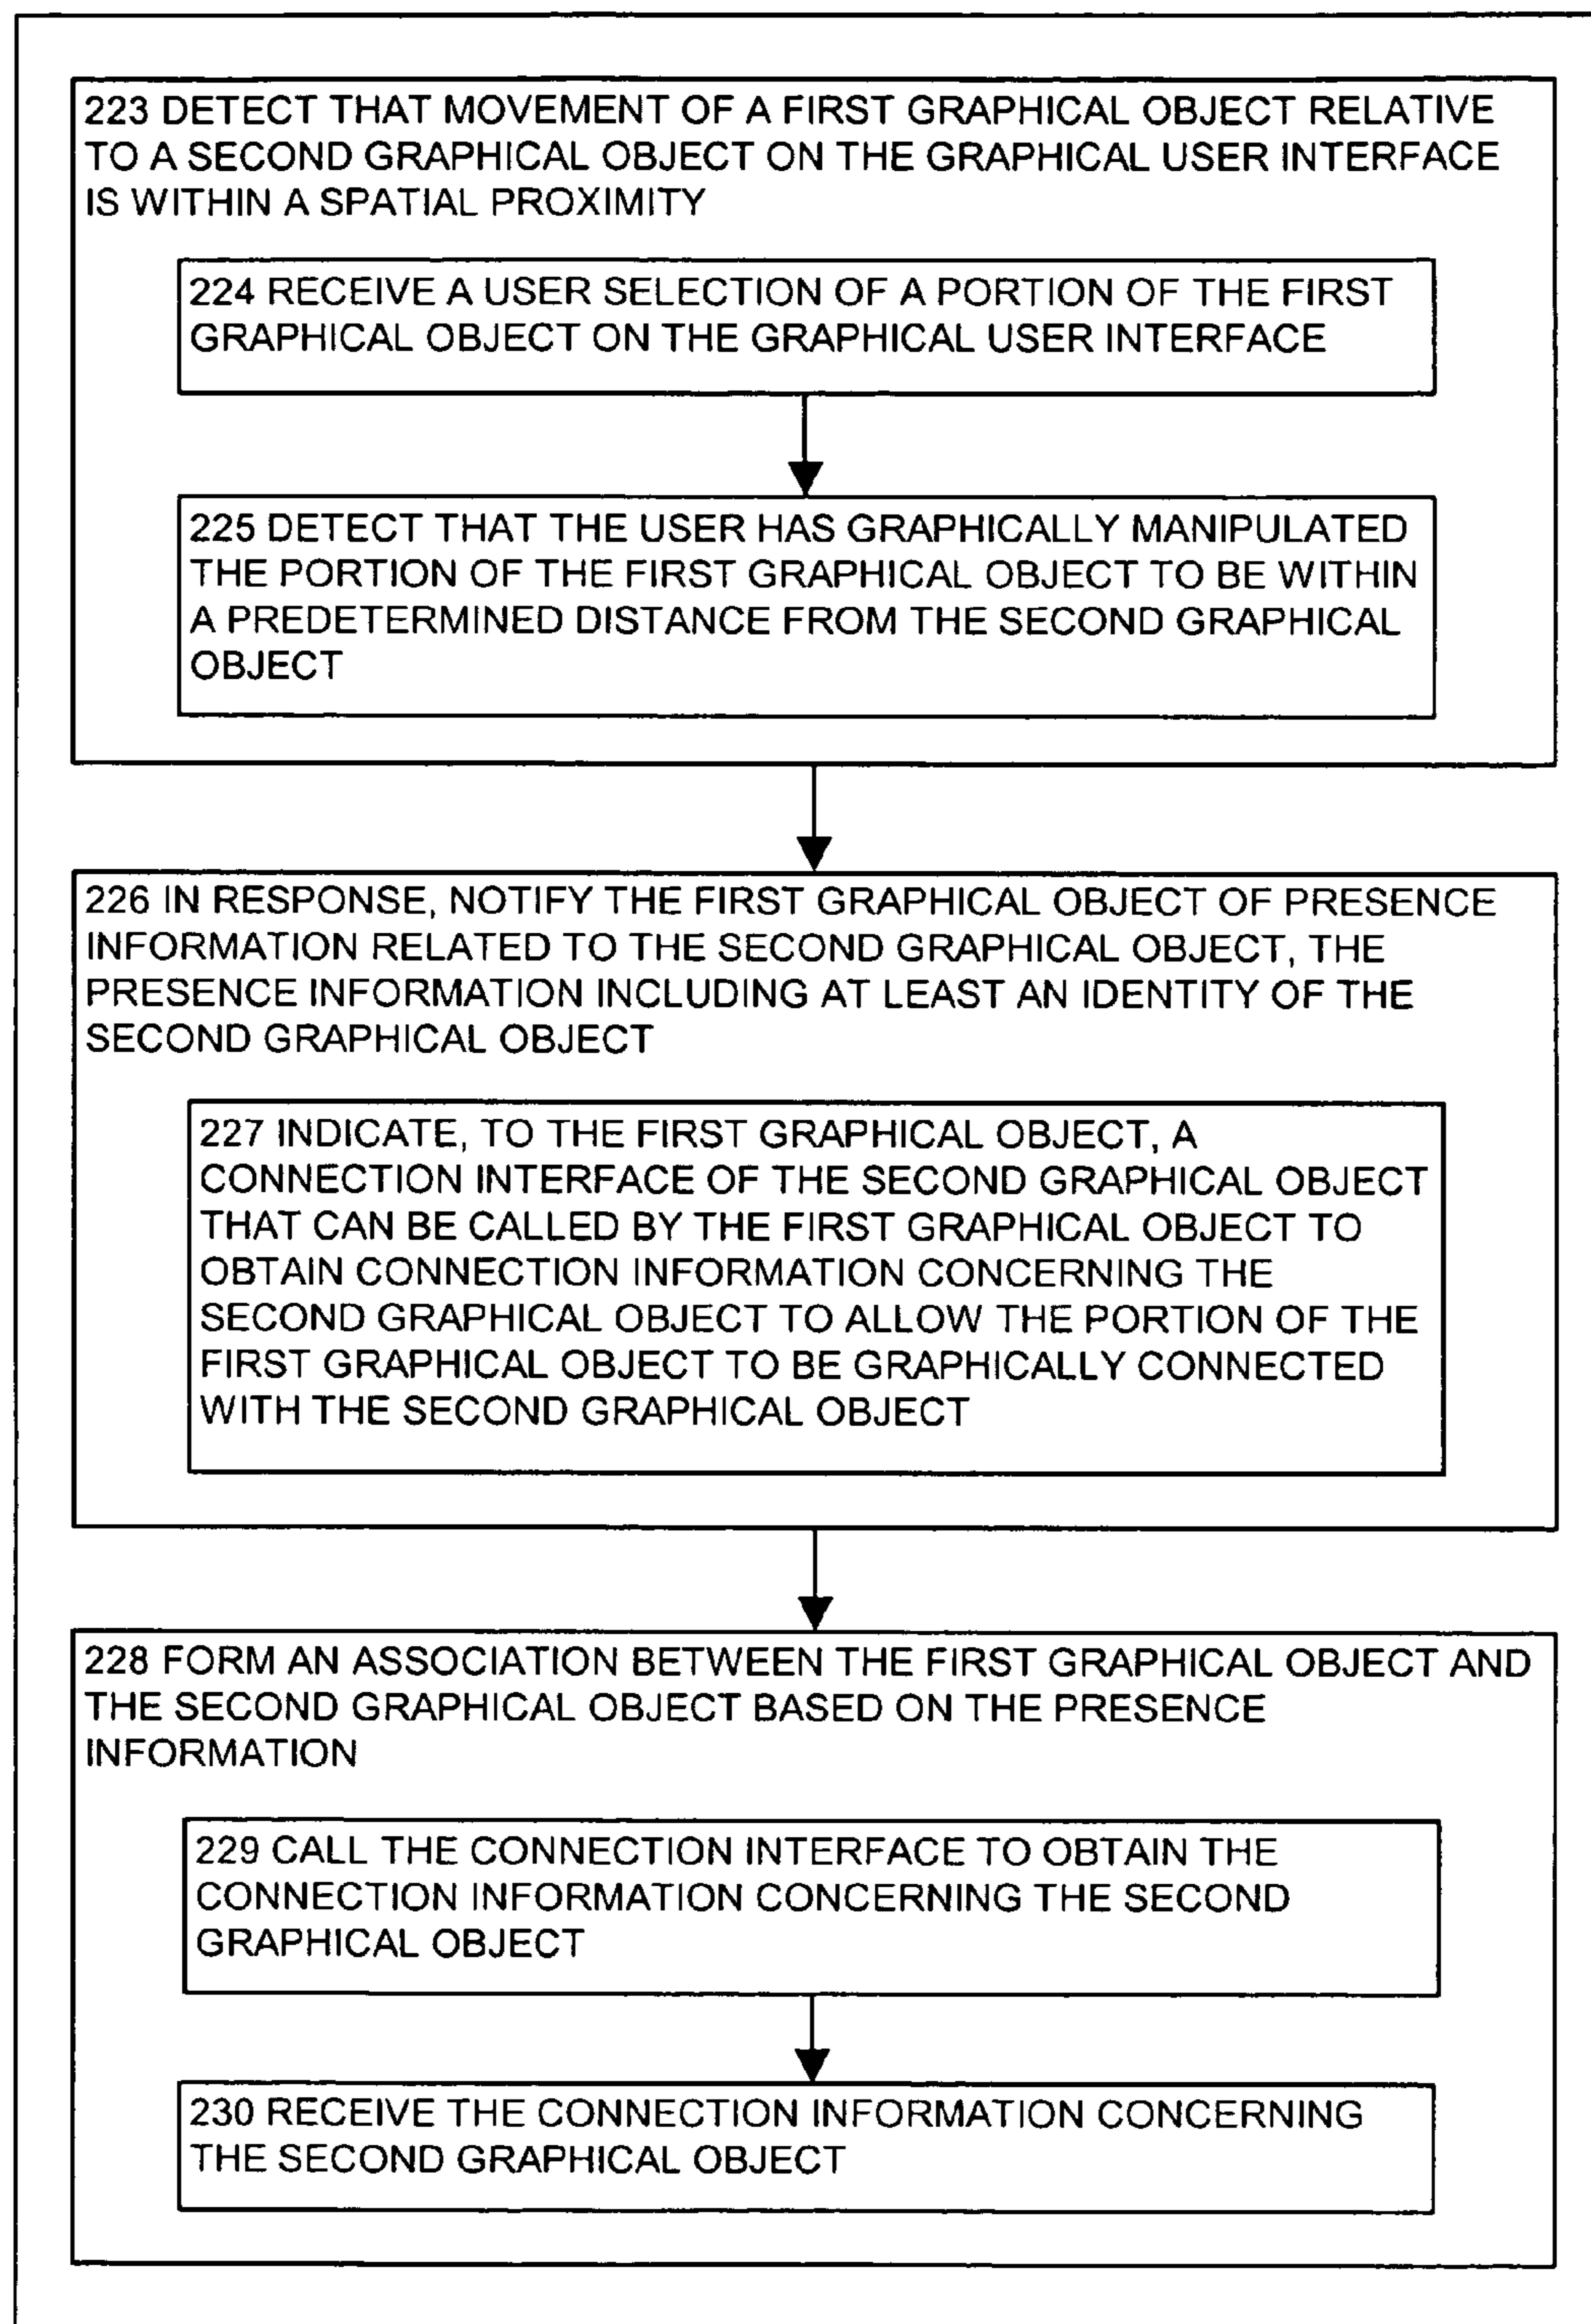 223 DETECT THAT MOVEMENT OF A FIRST GRAPHICAL OBJECT RELATIVE
TO A SECOND GRAPHICAL OBJECT ON THE GRAPHICAL USER INTERFACE
IS WITHIN A SPATIAL PROXIMITY
224 RECEIVE A USER SELECTION OF A PORTION OF THE FIRST
GRAPHICAL OBJECT ON THE GRAPHICAL USER INTERFACE
225 DETECT THAT THE USER HAS GRAPHICALLY MANIPULATED
THE PORTION OF THE FIRST GRAPHICAL OBJECT TO BE WITHIN
A PREDETERMINED DISTANCE FROM THE SECOND GRAPHICAL
OBJECT
226 IN RESPONSE, NOTIFY THE FIRST GRAPHICAL OBJECT OF PRESENCE
INFORMATION RELATED TO THE SECOND GRAPHICAL OBJECT, THE
PRESENCE INFORMATION INCLUDING AT LEAST AN IDENTITY OF THE
SECOND GRAPHICAL OBJECT
227 INDICATE, TO THE FIRST GRAPHICAL OBJECT, A
CONNECTION INTERFACE OF THE SECOND GRAPHICAL OBJECT
THAT CAN BE CALLED BY THE FIRST GRAPHICAL OBJECT TO
OBTAIN CONNECTION INFORMATION CONCERNING THE
SECOND GRAPHICAL OBJECT TO ALLOW THE PORTION OF THE
FIRST GRAPHICAL OBJECT TO BE GRAPHICALLY CONNECTED
WITH THE SECOND GRAPHICAL OBJECT
228 FORM AN ASSOCIATION BETWEEN THE FIRST GRAPHICAL OBJECT AND
THE SECOND GRAPHICAL OBJECT BASED ON THE PRESENCE
INFORMATION
229 CALL THE CONNECTION INTERFACE TO OBTAIN THE
CONNECTION INFORMATION CONCERNING THE SECOND
GRAPHICAL OBJECT
230 RECEIVE THE CONNECTION INFORMATION CONCERNING
THE SECOND GRAPHICAL OBJECT